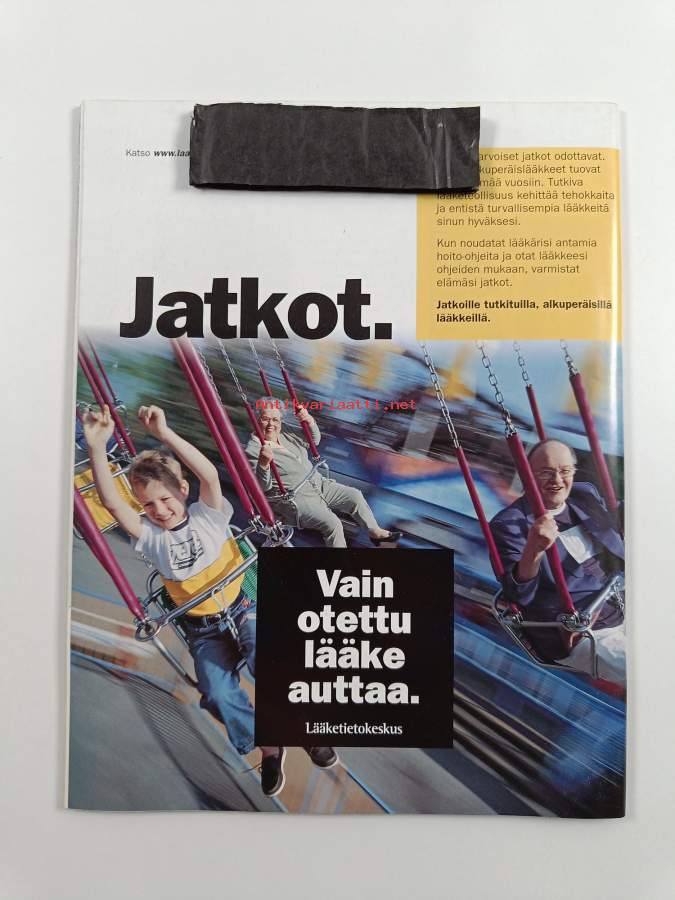 Katso www.laa
arvoiset jatkot odottavat.
kuperäislääkkeet tuovat
mää vuosiin. Tutkiva
lääketeollisuus kehittää tehokkaita
ja entistä turvallisempia lääkkeitä
sinun hyväksesi.
Kun noudatat lääkärisi antamia
hoito-ohjeita ja otat lääkkeesi
ohjeiden mukaan, varmistat
elämäsi jatkot.
Jatkoille tutkituilla, alkuperäisillä
lääkkeillä.
Jatkot.
Antikvariaatti.net
Vain
otettu
lääke
auttaa.
Lääketietokeskus